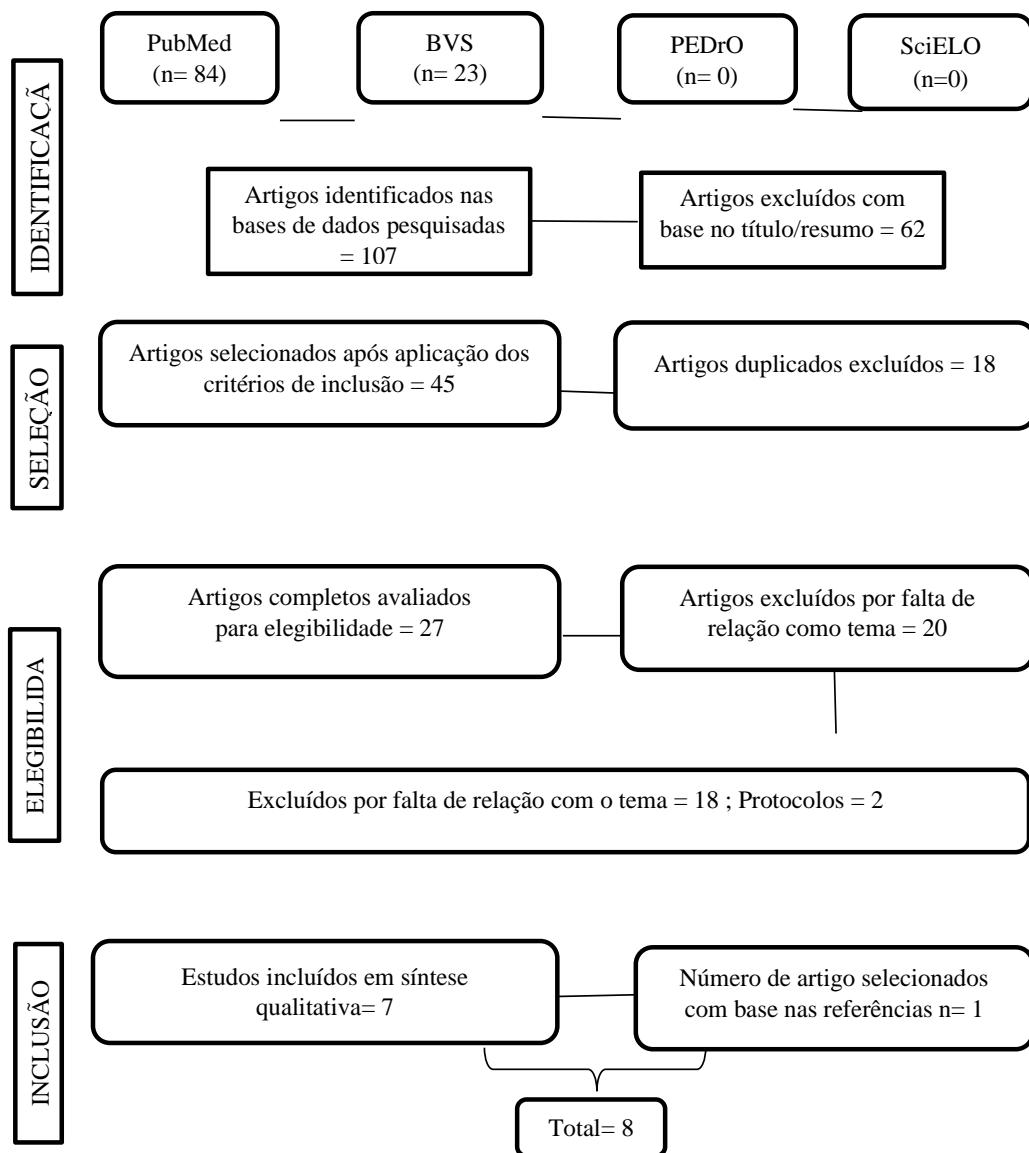 PubMed
(n= 84)
BVS
(n= 23)
PEDrO
(n= 0)
SciELO
(n=0)
IDENTIFICAÇÃ
Artigos identificados nas
bases de dados pesquisadas
= 107
Artigos excluídos com
base no título/resumo = 62
SELEÇÃO
Artigos selecionados após aplicação dos
critérios de inclusão = 45
Artigos duplicados excluídos = 18
ELEGIBILIDA
Artigos completos avaliados
para elegibilidade = 27
Artigos excluídos por falta de
relação como tema = 20
Excluídos por falta de relação com o tema = 18 ; Protocolos = 2
INCLUSÃO
Estudos incluídos em síntese
qualitativa= 7
Número de artigo selecionados
com base nas referências n= 1
Total= 8